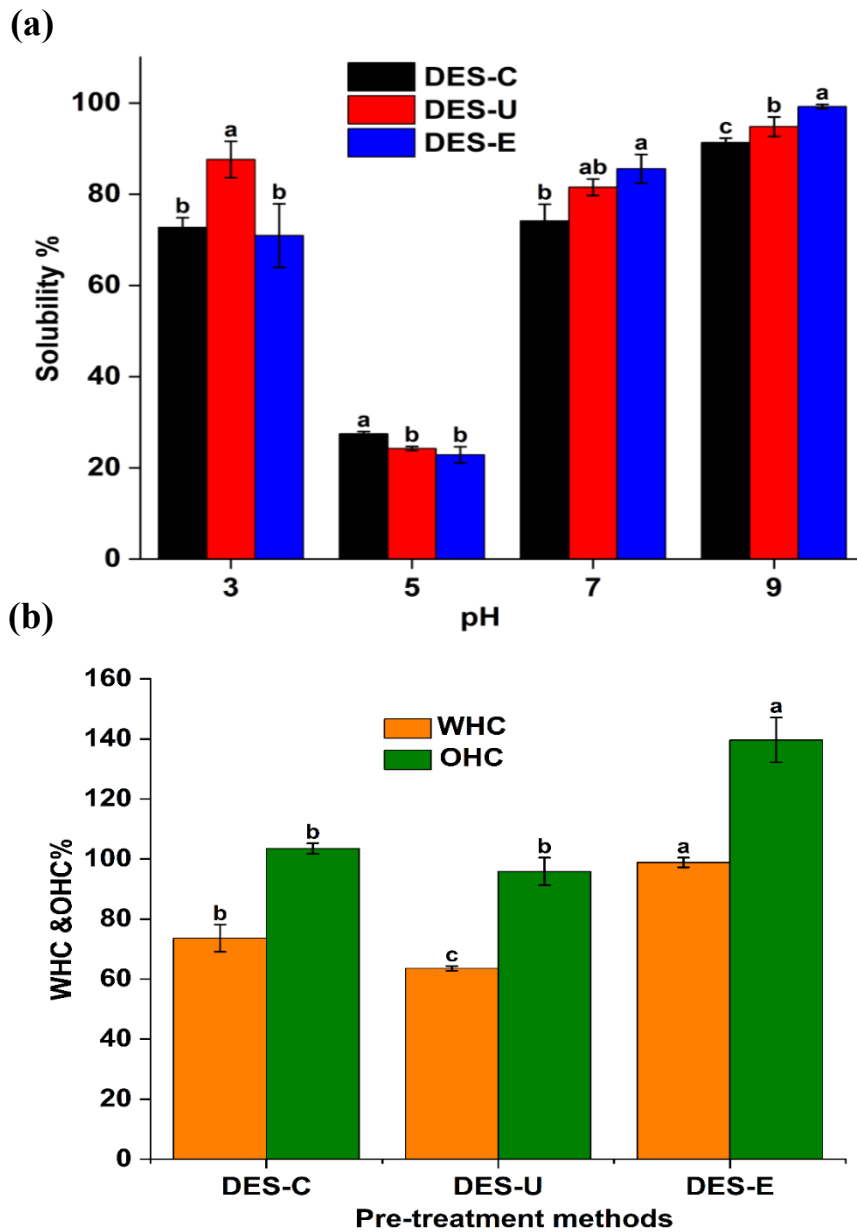 (a)
DES-C
DES-U
DES-E
100
80
60
40
20
0
Solubility %
b
a
b
a
b
b
b
ab
a
c
b
a
3 5 7 9
pH
(b)
160
140
120
100
80
60
40
20
0
WHC &OHC%
WHC
OHC
b
b
c
b
a
a
DES-C DES-U DES-E
Pre-treatment methods